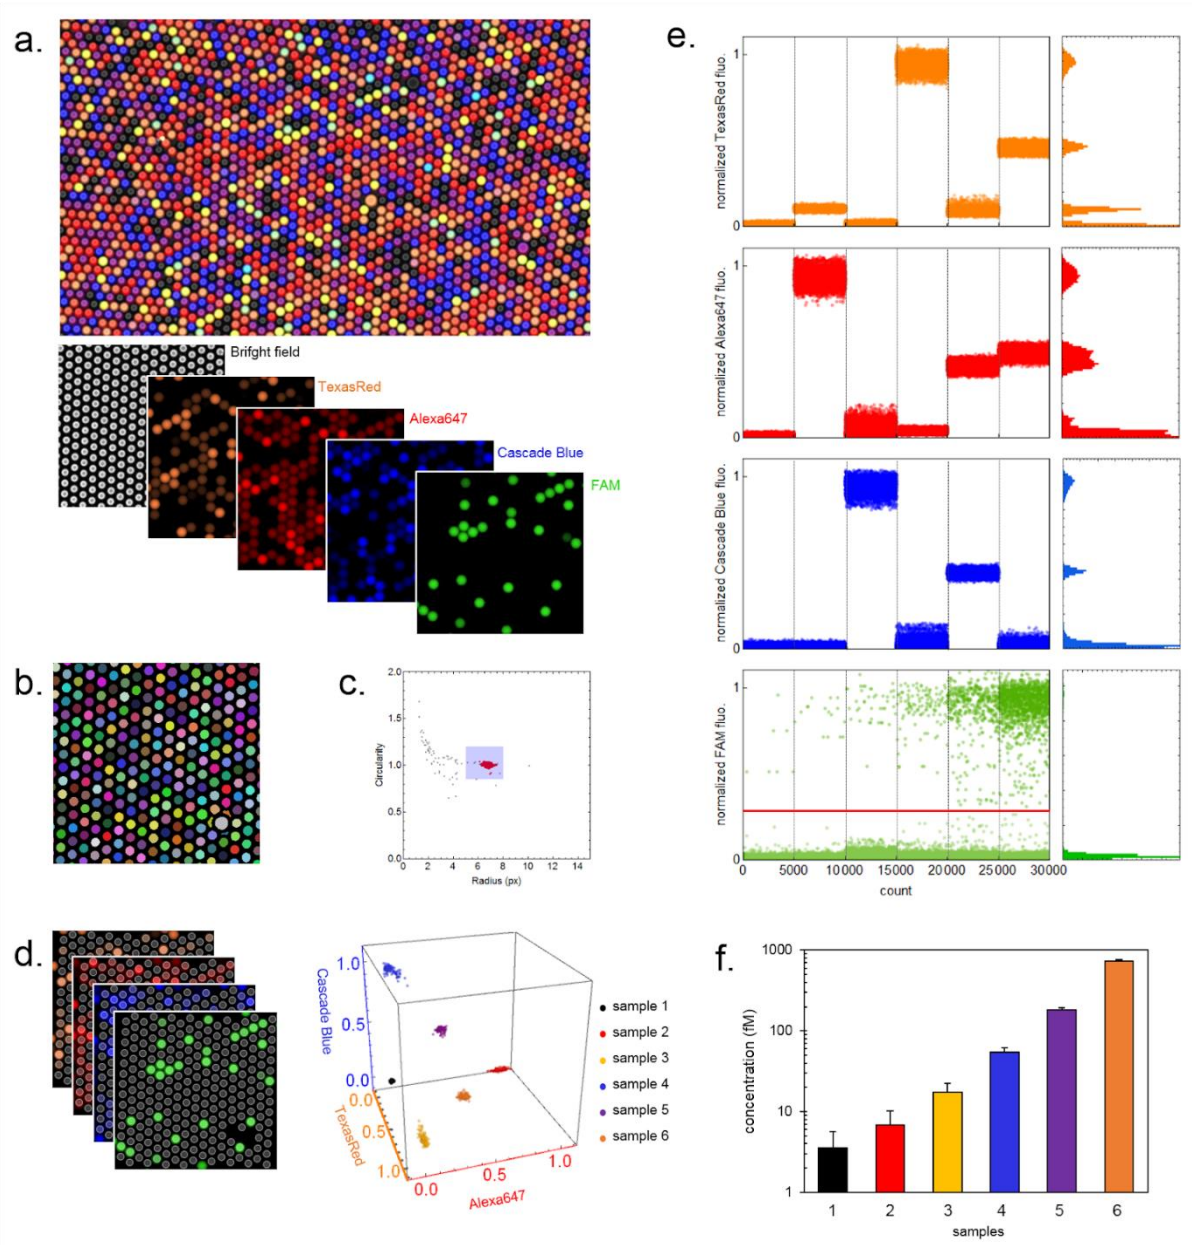 a.
Brifght field
TexasRed
Alexa647
Cascade Blue
FAM
b.
c.
Circularity
2.0
1.5
1.0
0.5
0.0
2 4 6 8 10 12 14
Radius (px)
d.
Cascade Blue
1.0
0.5
0.0
TexasRed
0.0
0.5
1.0
0.0 0.5 1.0
Alexa647
sample 1
sample 2
sample 3
sample 4
sample 5
sample 6
e.
normalized TexasRed fluo.
1
0
normalized Alexa647 fluo.
1
0
normalized Cascade Blue fluo.
1
0
normalized FAM fluo.
1
0
0 5000 10000 15000 20000 25000 30000
count
f.
concentration (fM)
1000
100
10
1
1 2 3 4 5 6
samples